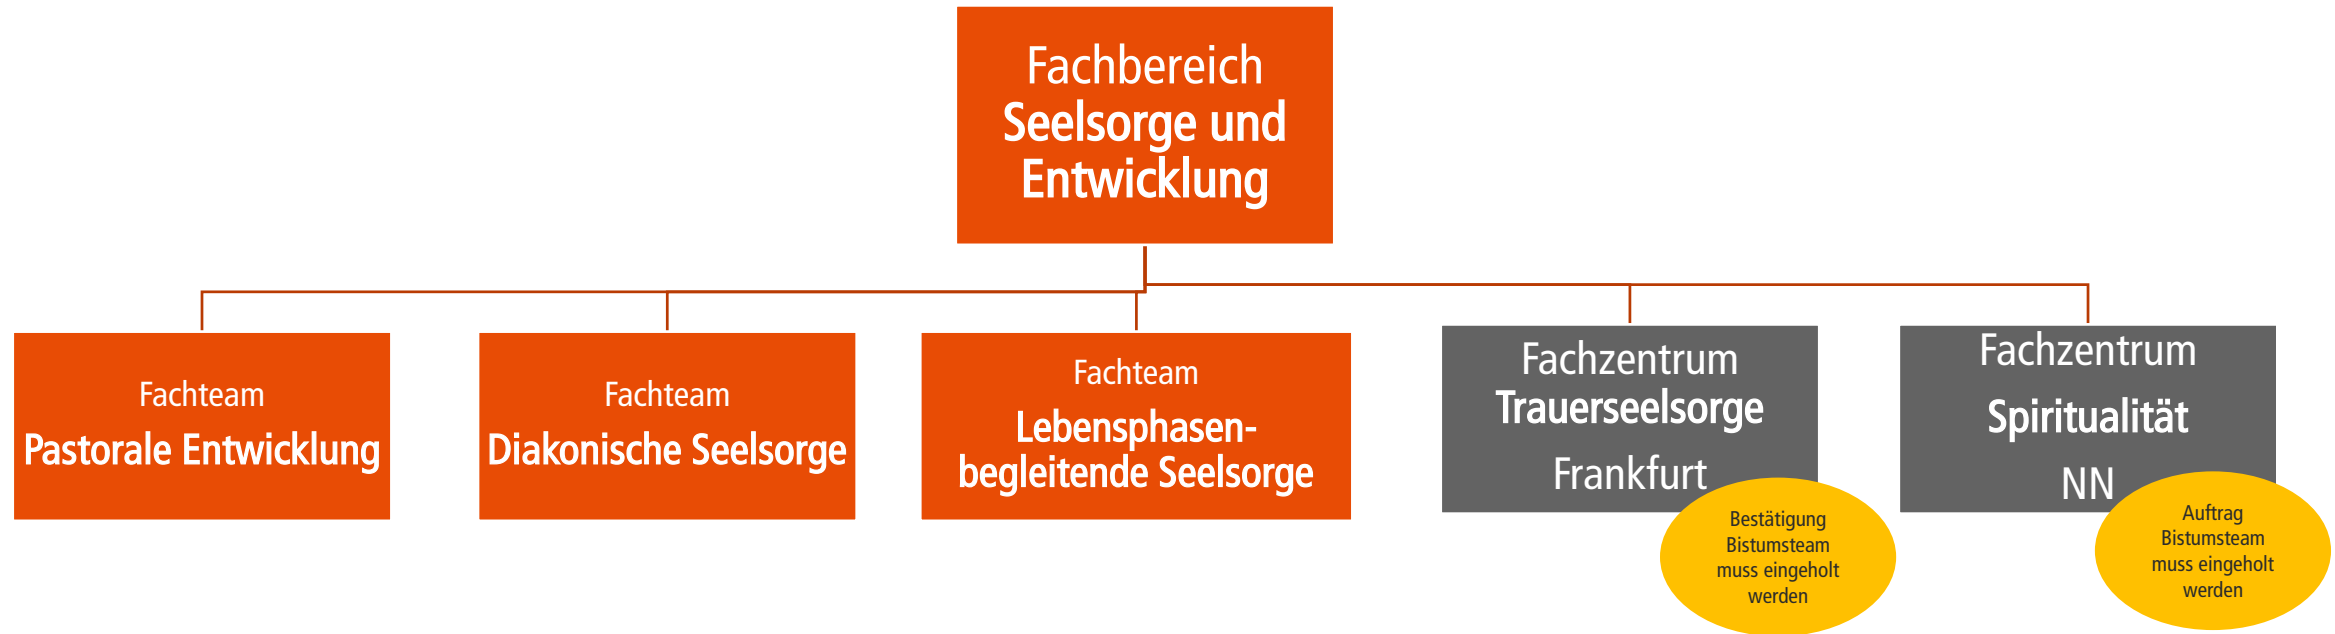 Fachbereich
Seelsorge und
Entwicklung
Fachteam
Pastorale Entwicklung
Fachteam
Diakonische Seelsorge
Fachteam
Lebensphasen-
begleitende Seelsorge
Fachzentrum
Trauerseelsorge
Frankfurt
Bestätigung
Bistumsteam
muss eingeholt
werden
Fachzentrum
Spiritualität
NN
Auftrag
Bistumsteam
muss eingeholt
werden